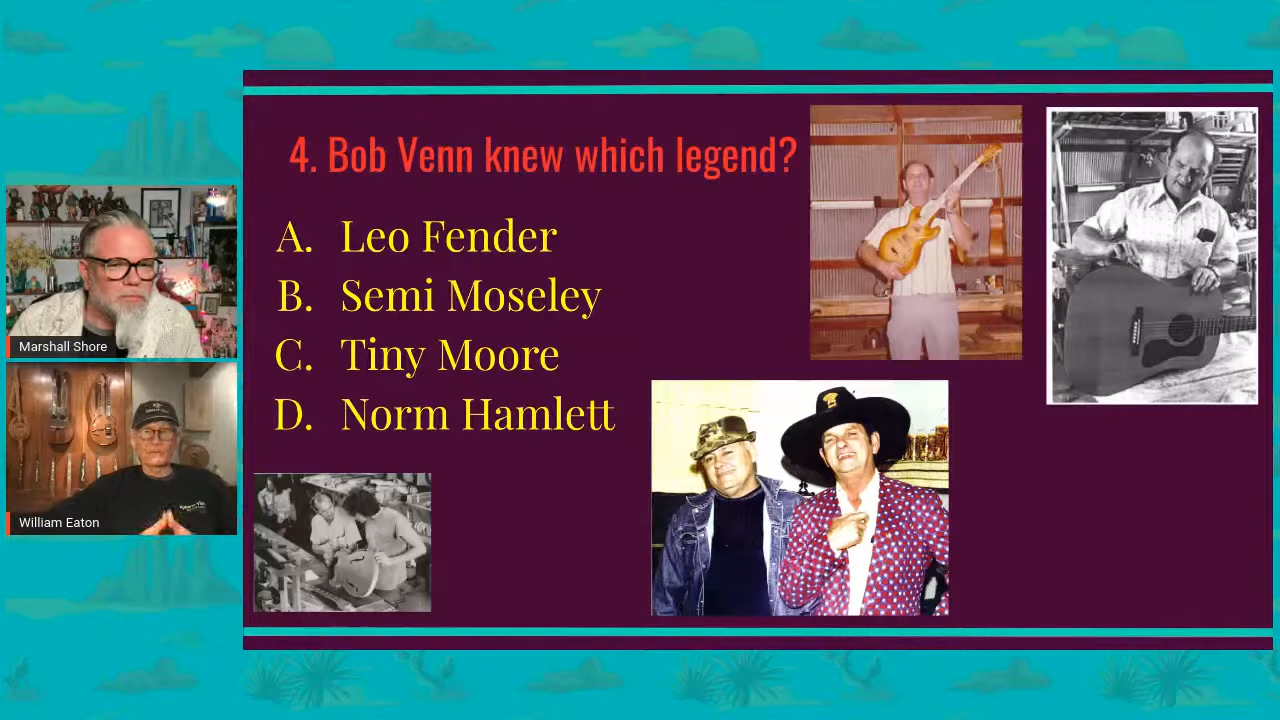 4. Bob Venn knew which legend?
A. Leo Fender
B. Semi Moseley
C. Tiny Moore
D. Norm Hamlett
Marshall Shore
William Eaton